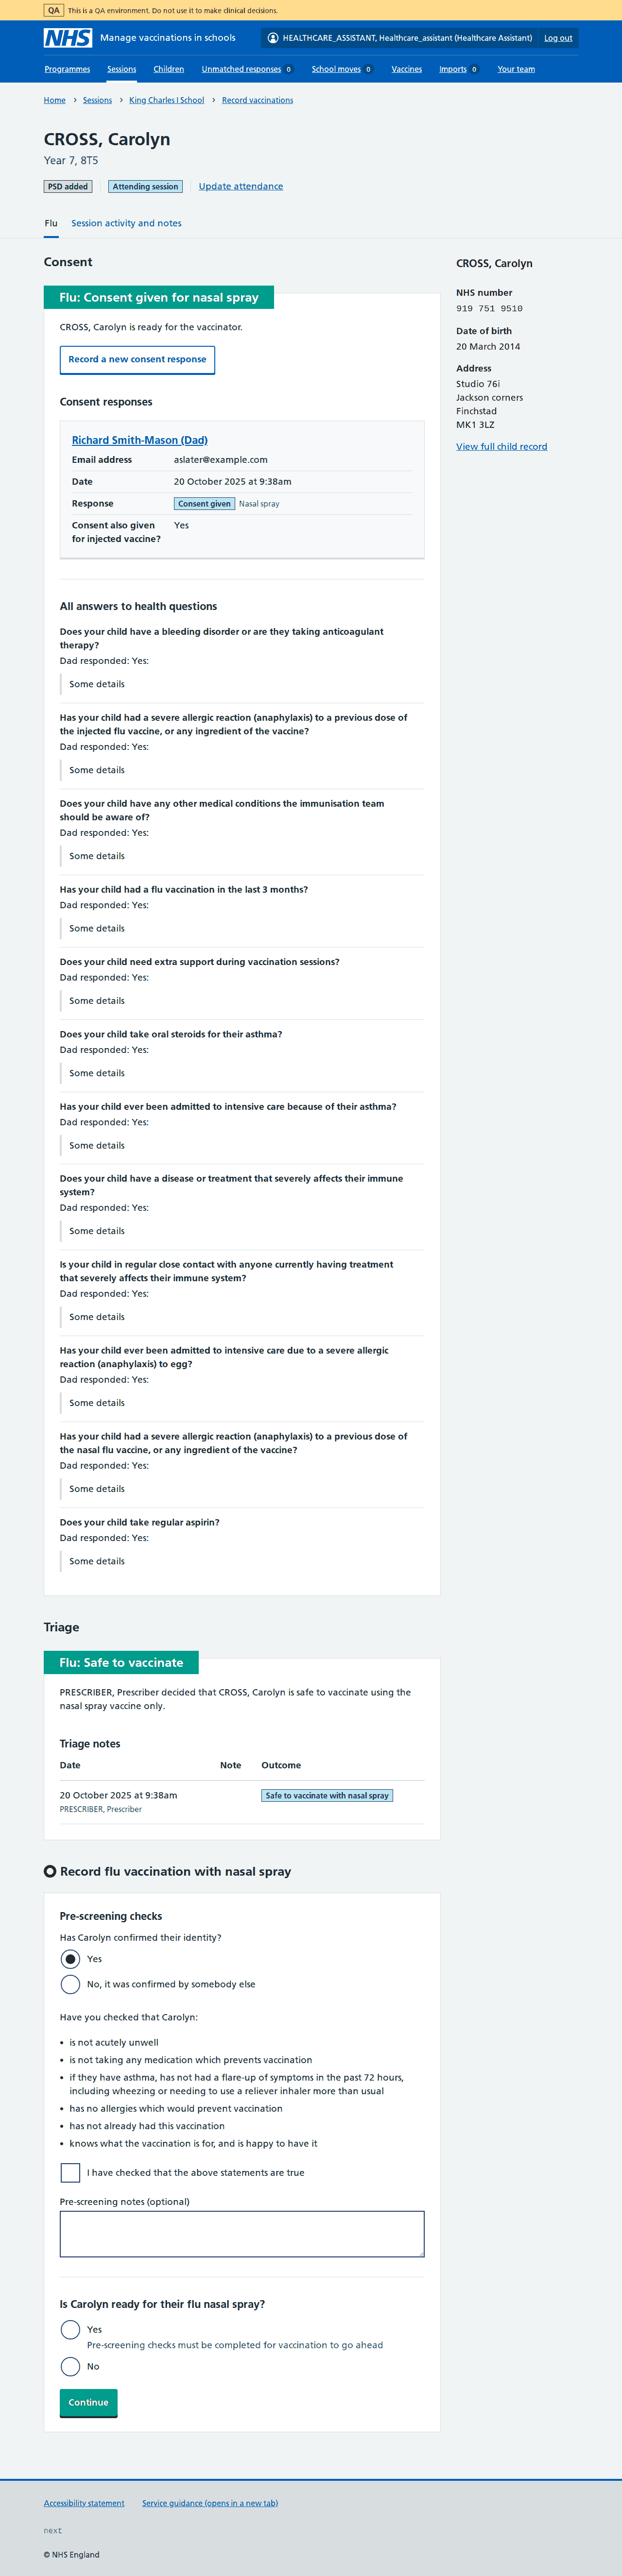 QA This is a QA environment. Do not use it to make clinical decisions.
NHS Manage vaccinations in schools HEALTHCARE_ASSISTANT, Healthcare_assistant (Healthcare Assistant) Log out
Programmes Sessions Children Unmatched responses 0 School moves 0 Vaccines Imports 0 Your team
Home > Sessions > King Charles I School > Record vaccinations
CROSS, Carolyn
Year 7, 8T5
PSD added Attending session Update attendance
Flu Session activity and notes
Consent
Flu: Consent given for nasal spray
CROSS, Carolyn is ready for the vaccinator.
Record a new consent response
Consent responses
Richard Smith-Mason (Dad)
Email address aslater@example.com
Date 20 October 2025 at 9:38am
Response Consent given Nasal spray
Consent also given Yes
for injected vaccine?
All answers to health questions
Does your child have a bleeding disorder or are they taking anticoagulant
therapy?
Dad responded: Yes:
Some details
Has your child had a severe allergic reaction (anaphylaxis) to a previous dose of
the injected flu vaccine, or any ingredient of the vaccine?
Dad responded: Yes:
Some details
Does your child have any other medical conditions the immunisation team
should be aware of?
Dad responded: Yes:
Some details
Has your child had a flu vaccination in the last 3 months?
Dad responded: Yes:
Some details
Does your child need extra support during vaccination sessions?
Dad responded: Yes:
Some details
Does your child take oral steroids for their asthma?
Dad responded: Yes:
Some details
Has your child ever been admitted to intensive care because of their asthma?
Dad responded: Yes:
Some details
Does your child have a disease or treatment that severely affects their immune
system?
Dad responded: Yes:
Some details
Is your child in regular close contact with anyone currently having treatment
that severely affects their immune system?
Dad responded: Yes:
Some details
Has your child ever been admitted to intensive care due to a severe allergic
reaction (anaphylaxis) to egg?
Dad responded: Yes:
Some details
Has your child had a severe allergic reaction (anaphylaxis) to a previous dose of
the nasal flu vaccine, or any ingredient of the vaccine?
Dad responded: Yes:
Some details
Does your child take regular aspirin?
Dad responded: Yes:
Some details
Triage
Flu: Safe to vaccinate
PRESCRIBER, Prescriber decided that CROSS, Carolyn is safe to vaccinate using the
nasal spray vaccine only.
Triage notes
Date Note Outcome
20 October 2025 at 9:38am Safe to vaccinate with nasal spray
PRESCRIBER, Prescriber
Record flu vaccination with nasal spray
Pre-screening checks
Has Carolyn confirmed their identity?
Yes
No, it was confirmed by somebody else
Have you checked that Carolyn:
• is not acutely unwell
• is not taking any medication which prevents vaccination
• if they have asthma, has not had a flare-up of symptoms in the past 72 hours,
including wheezing or needing to use a reliever inhaler more than usual
• has no allergies which would prevent vaccination
• has not already had this vaccination
• knows what the vaccination is for, and is happy to have it
I have checked that the above statements are true
Pre-screening notes (optional)
Is Carolyn ready for their flu nasal spray?
Yes
Pre-screening checks must be completed for vaccination to go ahead
No
Continue
CROSS, Carolyn
NHS number
919 751 9510
Date of birth
20 March 2014
Address
Studio 76i
Jackson corners
Finchstad
MK1 3LZ
View full child record
Accessibility statement Service guidance (opens in a new tab)
next
© NHS England